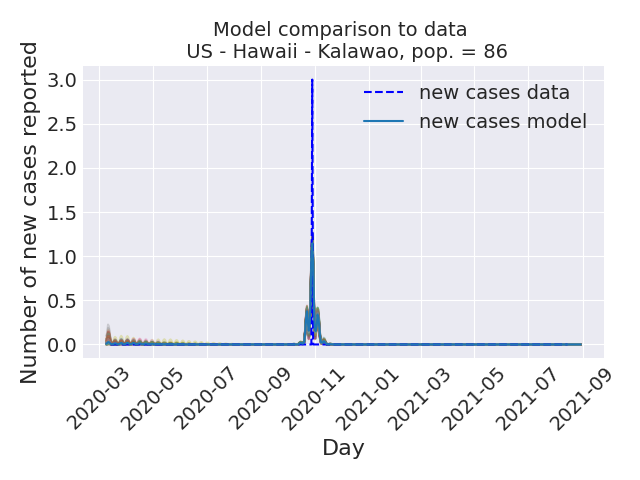 Model comparison to data
US - Hawaii - Kalawao, pop. = 86
Number of new cases reported
3.0
2.5
2.0
1.5
1.0
0.5
0.0
new cases data
new cases model
2020-03
2020-05
2020-07
2020-09
2020-11
2021-01
2021-03
2021-05
2021-07
2021-09
Day